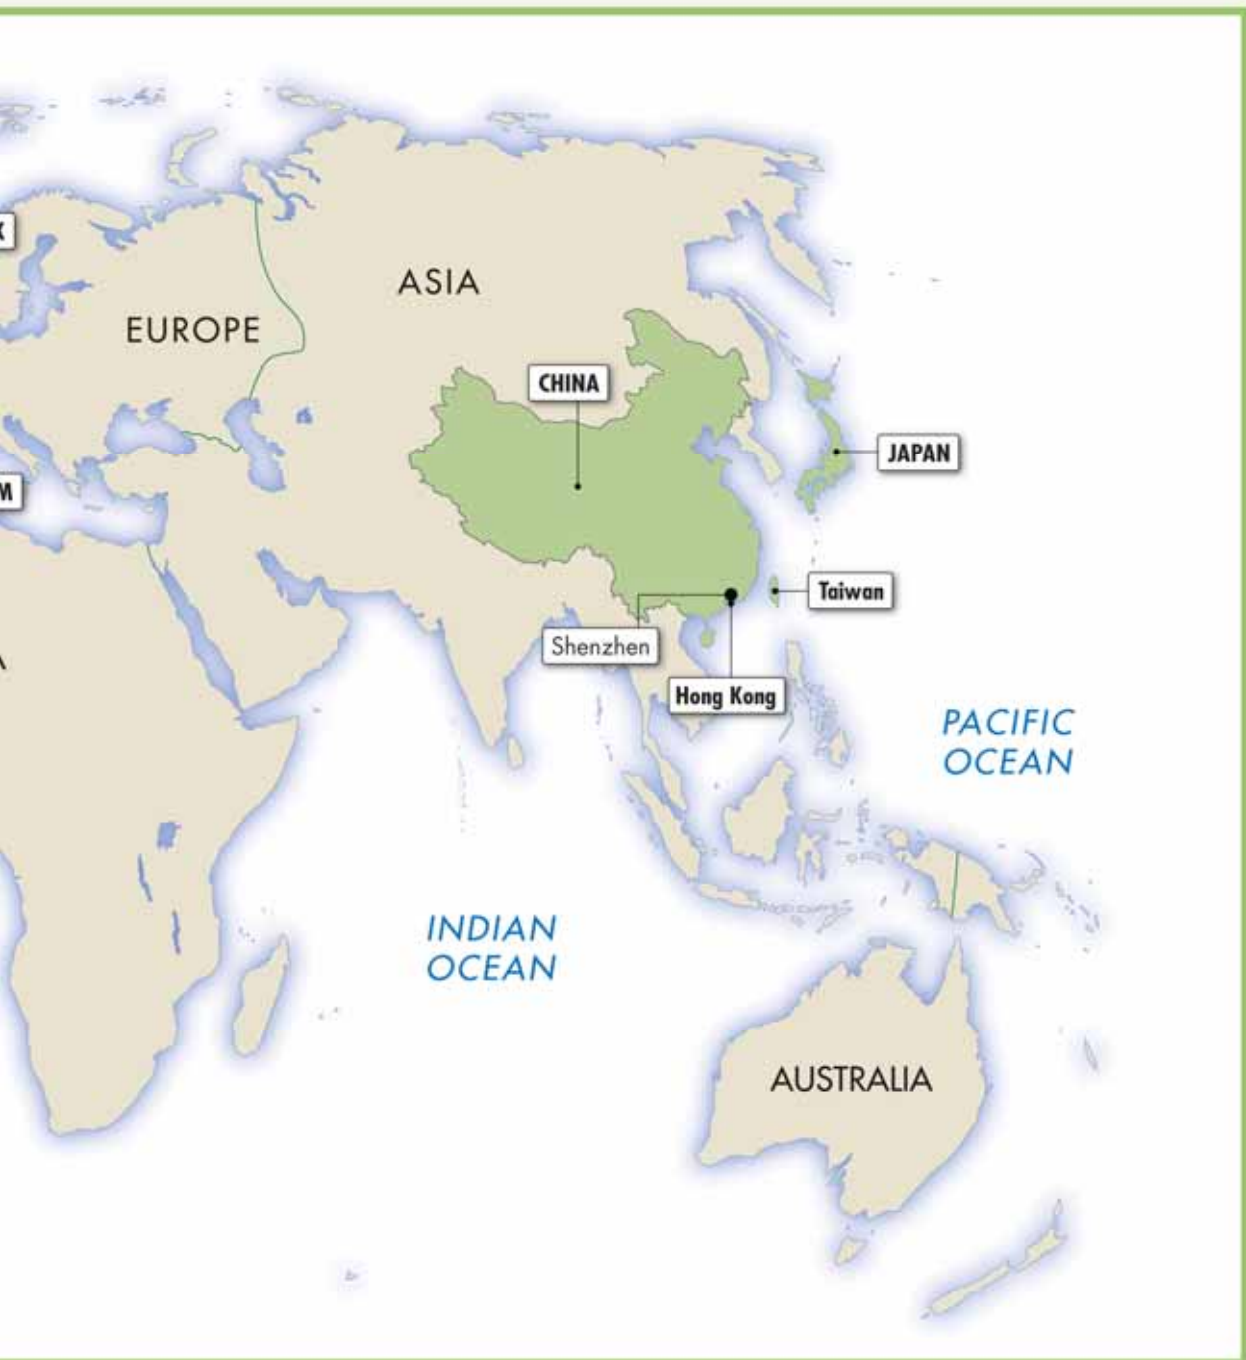 ASIA
EUROPE
CHINA
JAPAN
Taiwan
Shenzhen
Hong Kong
PACIFIC
OCEAN
INDIAN
OCEAN
AUSTRALIA